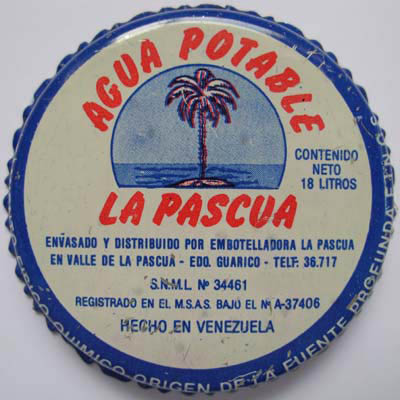 AGUA POTABLE
CONTENIDO
NETO
18 LITROS
LA PASCUA
ENVASADO Y DISTRIBUIDO POR EMBOTELLADORA LA PASCUA
EN VALLE DE LA PASCUA - EDO. GUARICO - TELF: 36.717
S.N.M.L. Nº 34461
REGISTRADO EN EL M.S.A.S. BAJO EL Nº A-37406
HECHO EN VENEZUELA
QUIMICO ORIGEN DE LA FUENTE PROFUNDA